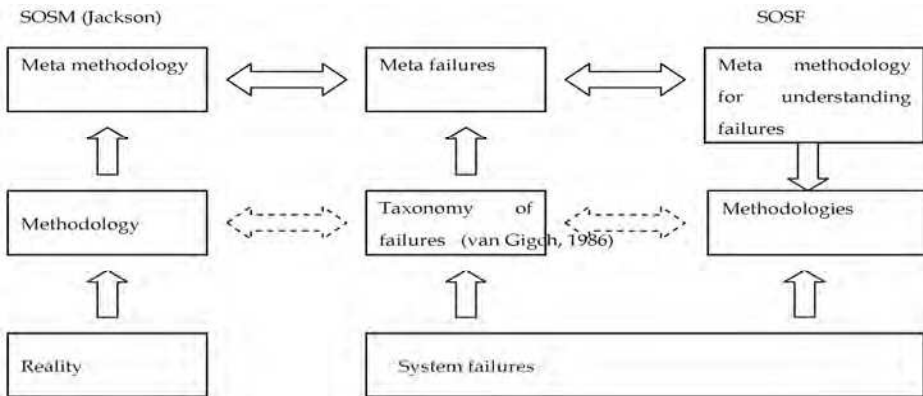 SOSM (Jackson)
SOSF
Meta methodology
Meta failures
Meta methodology
for understanding
failures
Methodology
Taxonomy of
failures (van Gigch, 1986)
Methodologies
Reality
System failures